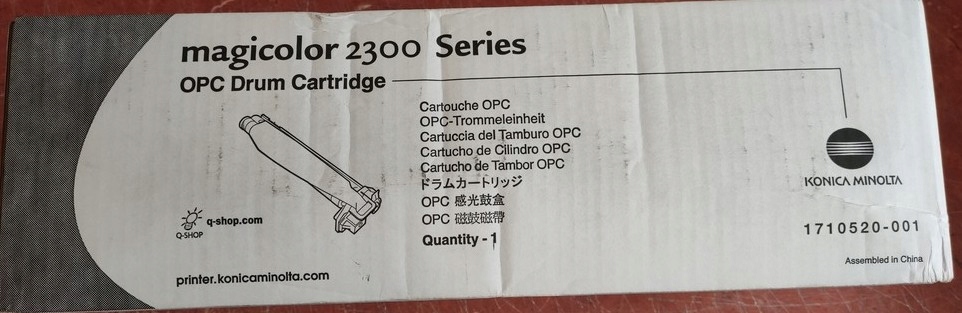 magicolor 2300 Series
OPC Drum Cartridge
Cartouche OPC
OPC-Trommeleinheit
Cartuccia del Tamburo OPC
Cartucho de Cilindro OPC
Cartucho de Tambor OPC
ドラムカートリッジ
OPC 感光鼓盒
OPC 磁鼓磁帶
Quantity - 1
Q-SHOP
q-shop.com
printer.konicaminolta.com
KONICA MINOLTA
1710520-001
Assembled in China